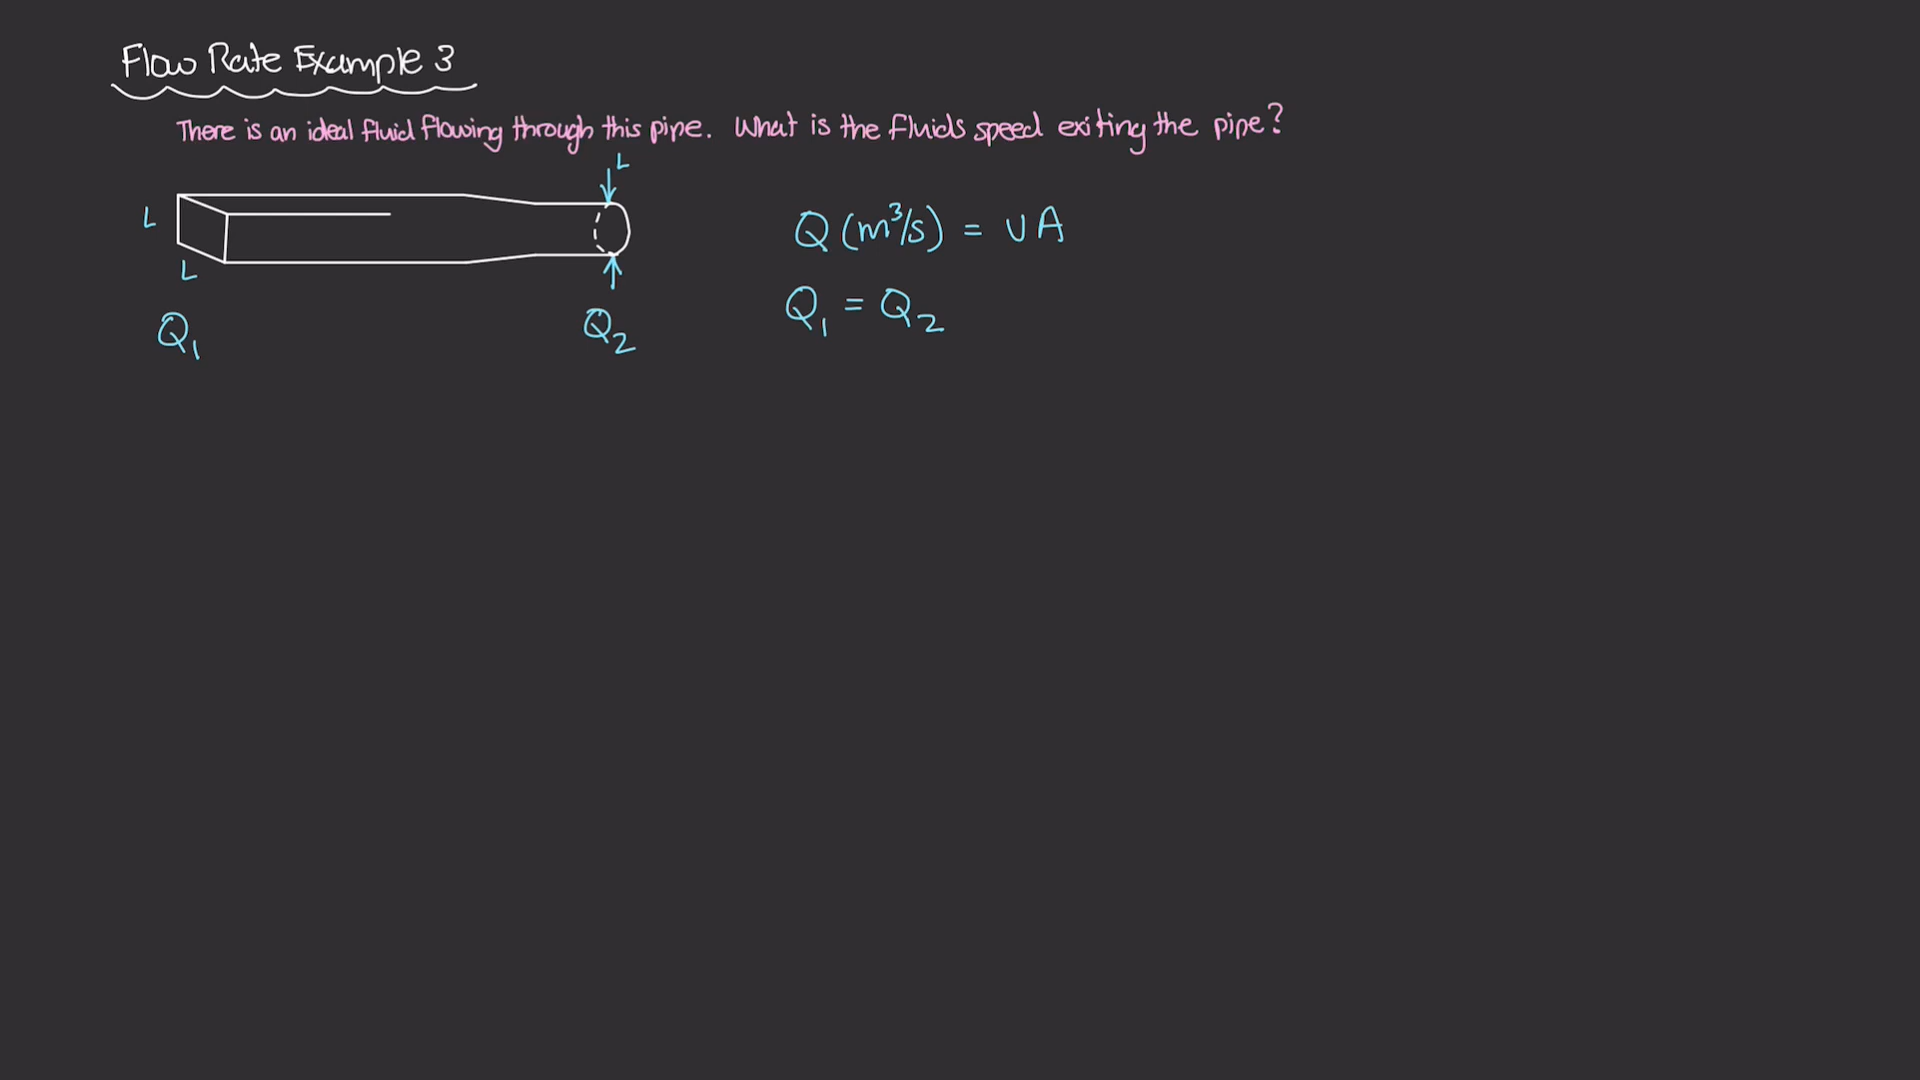 Flow Rate Example 3
There is an ideal fluid flowing through this pipe. What is the fluids speed exiting the pipe?
L
L
L
Q₁
Q₂
Q (m³/s) = υA
Q₁ = Q₂